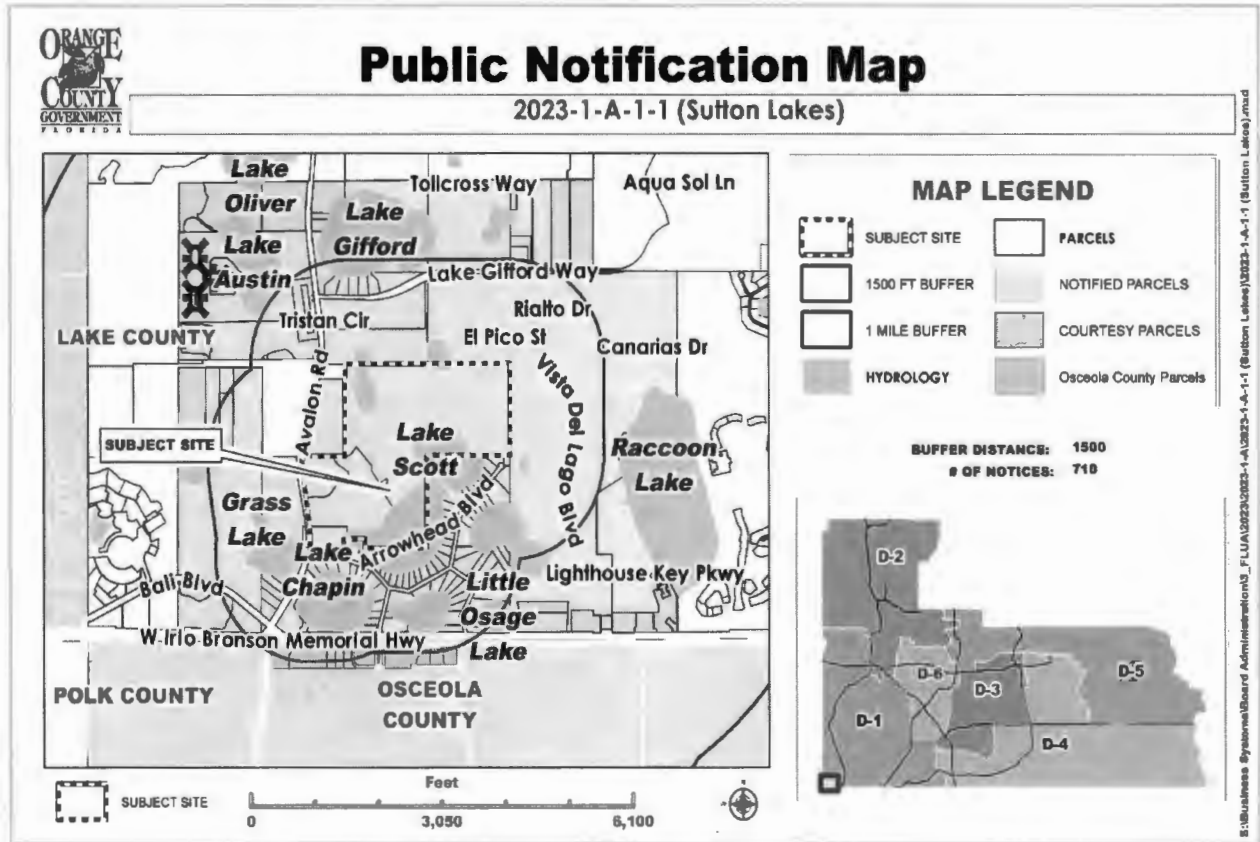 ORANGE
COUNTY
GOVERNMENT
FLORIDA
Public Notification Map
2023-1-A-1-1 (Sutton Lakes)
Lake
Oliver
Tollcross Way
Aqua Sol Ln
Lake
Gifford
Lake
Austin
Lake Gifford Way
Rialto Dr
Tristan Cir
LAKE COUNTY
El Pico St
Canarias Dr
Avalon Rd
Vista Del Lago Blvd
SUBJECT SITE
Lake
Scott
Raccoon
Lake
Grass
Lake
Arrowhead Blvd
Lake
Chapin
Lighthouse Key Pkwy
Bali Blvd
Little
Osage
Lake
W Irlo Bronson Memorial Hwy
POLK COUNTY
OSCEOLA
COUNTY
SUBJECT SITE
Feet
0
3,050
6,100
MAP LEGEND
SUBJECT SITE
PARCELS
1500 FT BUFFER
NOTIFIED PARCELS
1 MILE BUFFER
COURTESY PARCELS
HYDROLOGY
Osceola County Parcels
BUFFER DISTANCE: 1500
# OF NOTICES: 710
D-2
D-6
D-5
D-3
D-1
D-4